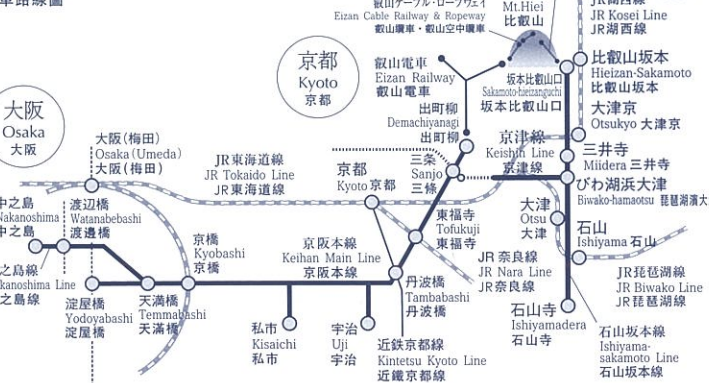 車路線圖
叡山ケーブル・ロープウェイ
Eizan Cable Railway & Ropeway
叡山纜車・叡山空中纜車
Mt.Hiei
比叡山
JR Kosei Line
JR湖西線
京都
Kyoto
京都
叡山電車
Eizan Railway
叡山電車
坂本比叡山口
Sakamoto-hieizanguchi
坂本比叡山口
比叡山坂本
Hieizan-Sakamoto
比叡山坂本
大阪
Osaka
大阪
出町柳
Demachiyanagi
出町柳
大津京
Otsukyo 大津京
大阪(梅田)
Osaka(Umeda)
大阪(梅田)
JR東海道線
JR Tokaido Line
JR東海道線
京都
Kyoto 京都
三条
Sanjo
三條
京津線
Keishin Line
京津線
三井寺
Miidera 三井寺
びわ湖浜大津
Biwako-hamaotsu 琵琶湖濱大
中之島
Nakanoshima
中之島
渡辺橋
Watanabebashi
渡邊橋
京橋
Kyobashi
京橋
京阪本線
Keihan Main Line
京阪本線
東福寺
Tofukuji
東福寺
大津
Otsu
大津
石山
Ishiyama 石山
之島線
kanoshima Line
之島線
淀屋橋
Yodoyabashi
淀屋橋
天満橋
Temmabashi
天滿橋
丹波橋
Tambabashi
丹波橋
JR 奈良線
JR Nara Line
JR 奈良線
石山寺
Ishiyamadera
石山寺
JR琵琶湖線
JR Biwako Line
JR琵琶湖線
私市
Kisaichi
私市
宇治
Uji
宇治
近鉄京都線
Kintetsu Kyoto Line
近鐵京都線
石山坂本線
Ishiyama-
sakamoto Line
石山坂本線